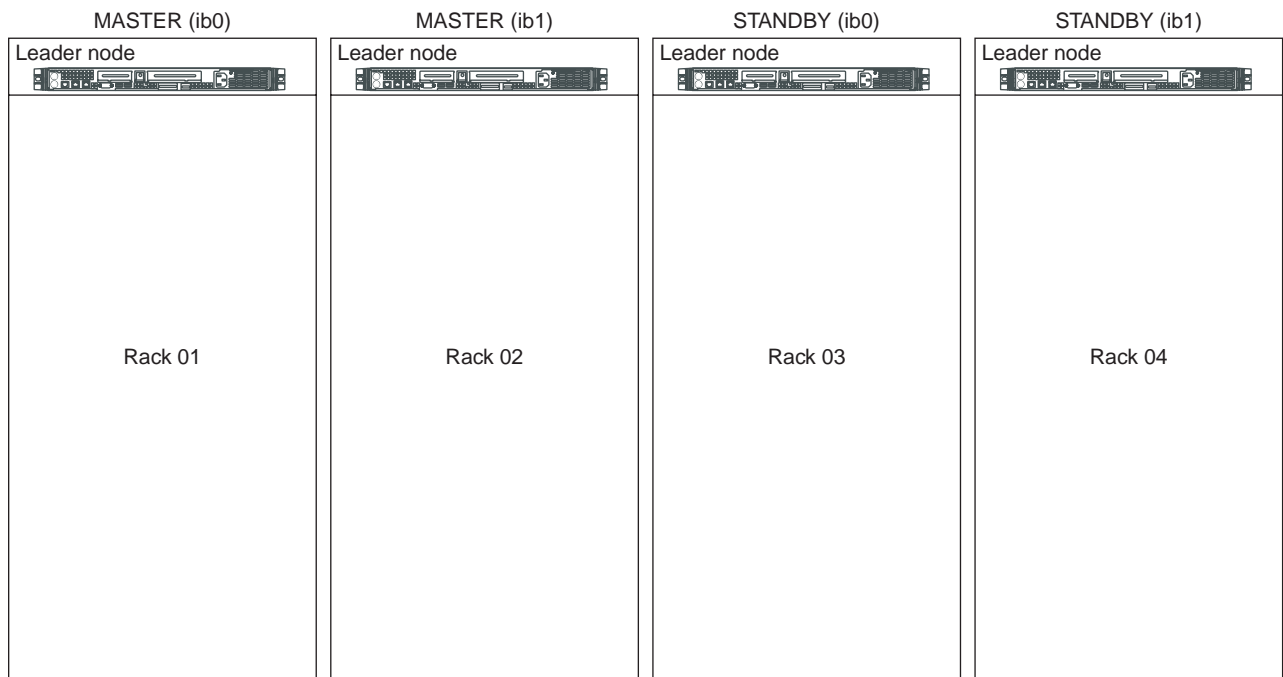 MASTER (ib0)
MASTER (ib1)
STANDBY (ib0)
STANDBY (ib1)
Leader node
Leader node
Leader node
Leader node
Rack 01
Rack 02
Rack 03
Rack 04